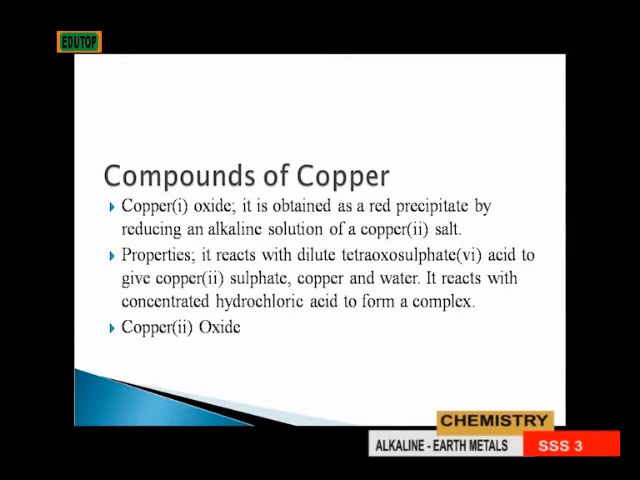 EDUTOP
Compounds of Copper
Copper(i) oxide; it is obtained as a red precipitate by
reducing an alkaline solution of a copper(ii) salt.
Properties; it reacts with dilute tetraoxosulphate(vi) acid to
give copper(ii) sulphate, copper and water. It reacts with
concentrated hydrochloric acid to form a complex.
Copper(ii) Oxide
CHEMISTRY
ALKALINE - EARTH METALS
SSS 3